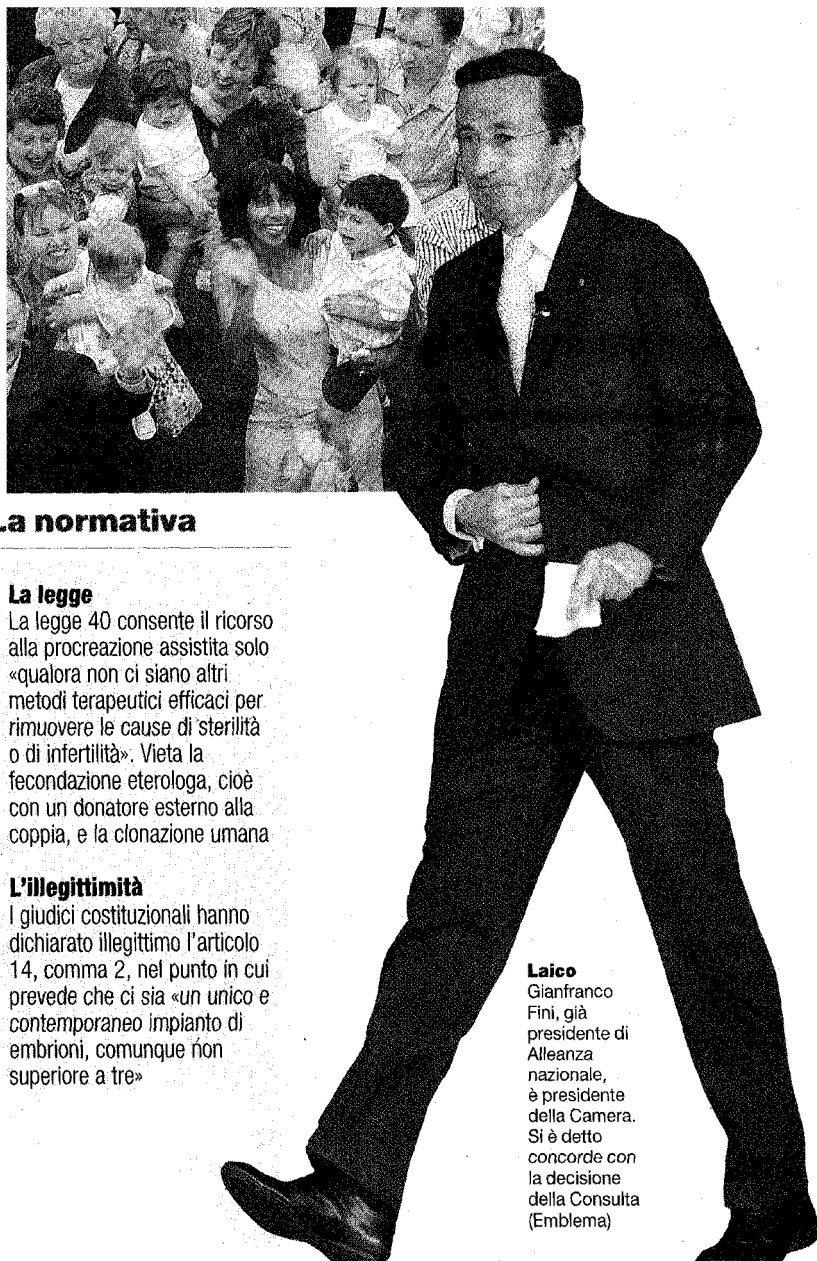 La normativa
La legge
La legge 40 consente il ricorso
alla procreazione assistita solo
«qualora non ci siano altri
metodi terapeutici efficaci per
rimuovere le cause di sterilità
o di infertilità». Vieta la
fecondazione eterologa, cioè
con un donatore esterno alla
coppia, e la clonazione umana
L'illegittimità
I giudici costituzionali hanno
dichiarato illegittimo l'articolo
14, comma 2, nel punto in cui
prevede che ci sia «un unico e
contemporaneo impianto di
embrioni, comunque non
superiore a tre»
Laico
Gianfranco
Fini, già
presidente di
Alleanza
nazionale,
è presidente
della Camera.
Si è detto
concorde con
la decisione
della Consulta
(Emblema)